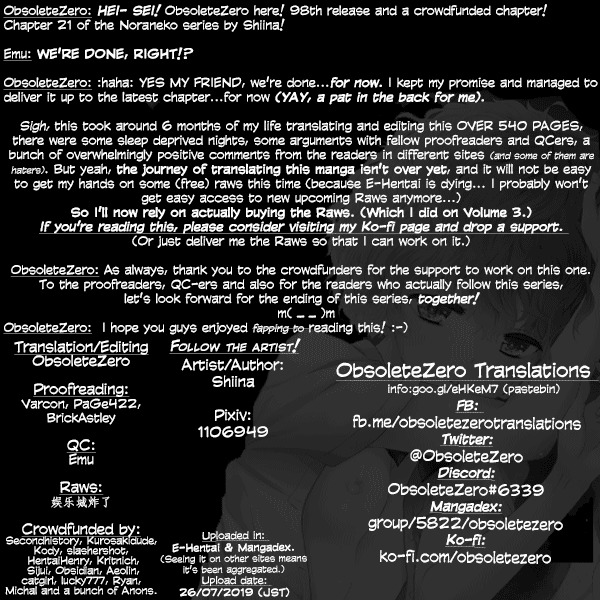 ObsoleteZero: HEI- SEI! ObsoleteZero here! 98th release and a crowdfunded chapter!
Chapter 21 of the Noraneko series by Shiina!
Emu: WE'RE DONE, RIGHT!?
ObsoleteZero: :haha: YES MY FRIEND, we're done...for now. I kept my promise and managed to
deliver it up to the latest chapter...for now (YAY, a pat in the back for me).
Sigh, this took around 6 months of my life translating and editing this OVER 540 PAGES,
there were some sleep deprived nights, some arguments with fellow proofreaders and QCers, a
bunch of overwhelmingly positive comments from the readers in different sites (and some of them are
haters). But yeah, the journey of translating this manga isn't over yet, and it will not be easy
to get my hands on some (free) raws this time (because E-Hentai is dying... I probably won't
get easy access to new upcoming Raws anymore...)
So I'll now rely on actually buying the Raws. (Which I did on Volume 3.)
If you're reading this, please consider visiting my Ko-fi page and drop a support.
(Or just deliver me the Raws so that I can work on it.)
ObsoleteZero: As always, thank you to the crowdfunders for the support to work on this one.
To the proofreaders, QC-ers and also for the readers who actually follow this series,
let's look forward for the ending of this series, together!
m( _ _ )m
ObsoleteZero: I hope you guys enjoyed fapping to reading this! :-)
Translation/Editing
ObsoleteZero
Proofreading:
Varcon, PaGe422,
BrickAstley
QC:
Emu
Raws:
娱乐城炸了
Crowdfunded by:
Secondhistory, Kurosakidude,
Kody, slashershot,
HentaiHenry, Kritnich,
Sijui, Obsidian, Aeolin,
catgirl, lucky777, Ryan,
Michal and a bunch of Anons.
Follow the artist!
Artist/Author:
Shiina
Pixiv:
1106949
Uploaded in:
E-Hentai & Mangadex.
(Seeing it on other sites means
it's been aggregated.)
Upload date:
26/07/2019 (JST)
ObsoleteZero Translations
info:goo.gl/eHKeM7 (pastebin)
FB:
fb.me/obsoletezerotranslations
Twitter:
@ObsoleteZero
Discord:
ObsoleteZero#6339
Mangadex:
group/5822/obsoletezero
Ko-fi:
ko-fi.com/obsoletezero